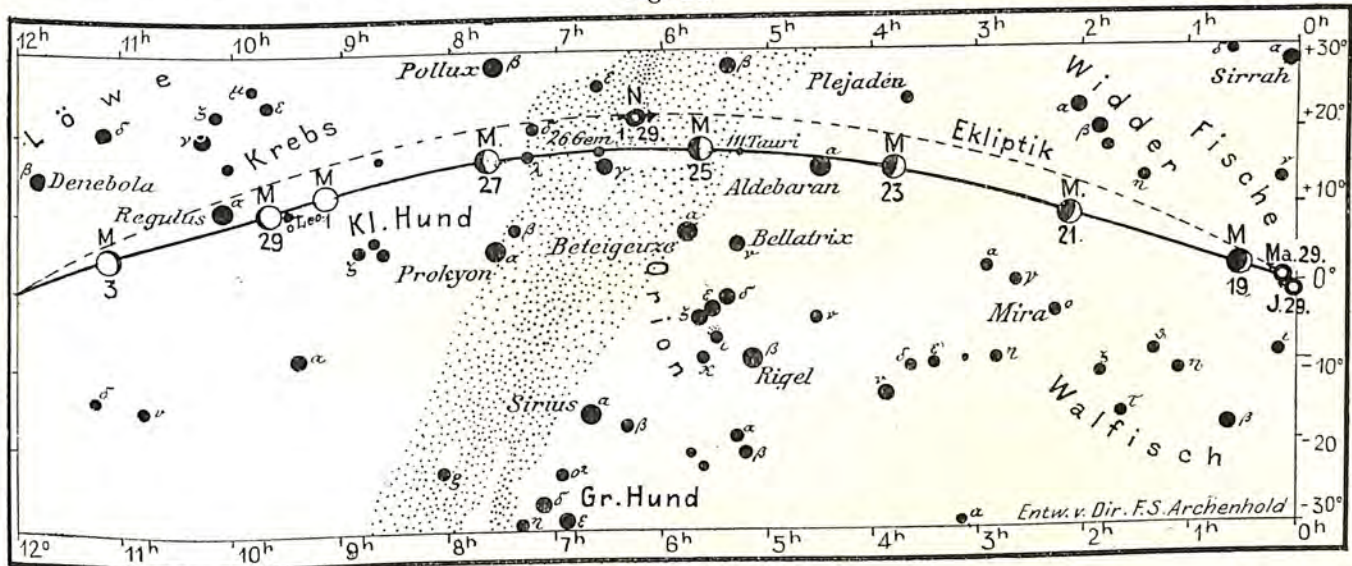 12h 11h 10h 9h 8h 7h 6h 5h 4h 3h 2h 1h 0h
+30°
Pollux β ε β Plejaden δ α Sirrah
Löwe
μ ξ ε
δ ν
Krebs
N
1. 29.
δ 26 Gem. M 111 Tauri
Ekliptik
Widder
α β η
Fische
γ
+20°
β Denebola
M. 27
λ γ
25
α Aldebaran
M 23
+10°
Regulus α
M 29
M 1
ο Leo.
Kl. Hund
β
α Beteigeuze
Bellatrix
γ
M. 21.
M 3
ξ
Prokyon α
Orion
α γ
M 19
Ma. 29.
0°
J. 29.
ε δ ξ
ν
Mira ο
ι κ
β Rigel
δ ε η
ϑ η ι
ξ
-10°
α
δ ν
γ
τ
β
Sirius α β
α β
Walfisch
-20°
ϱ
ο²
δ
Gr. Hund
η ε
α
Entw. v. Dir. F. S. Archenhold
-30°
12° 11h 10h 9h 8h 7h 6h 5h 4h 3h 2h 1h 0h